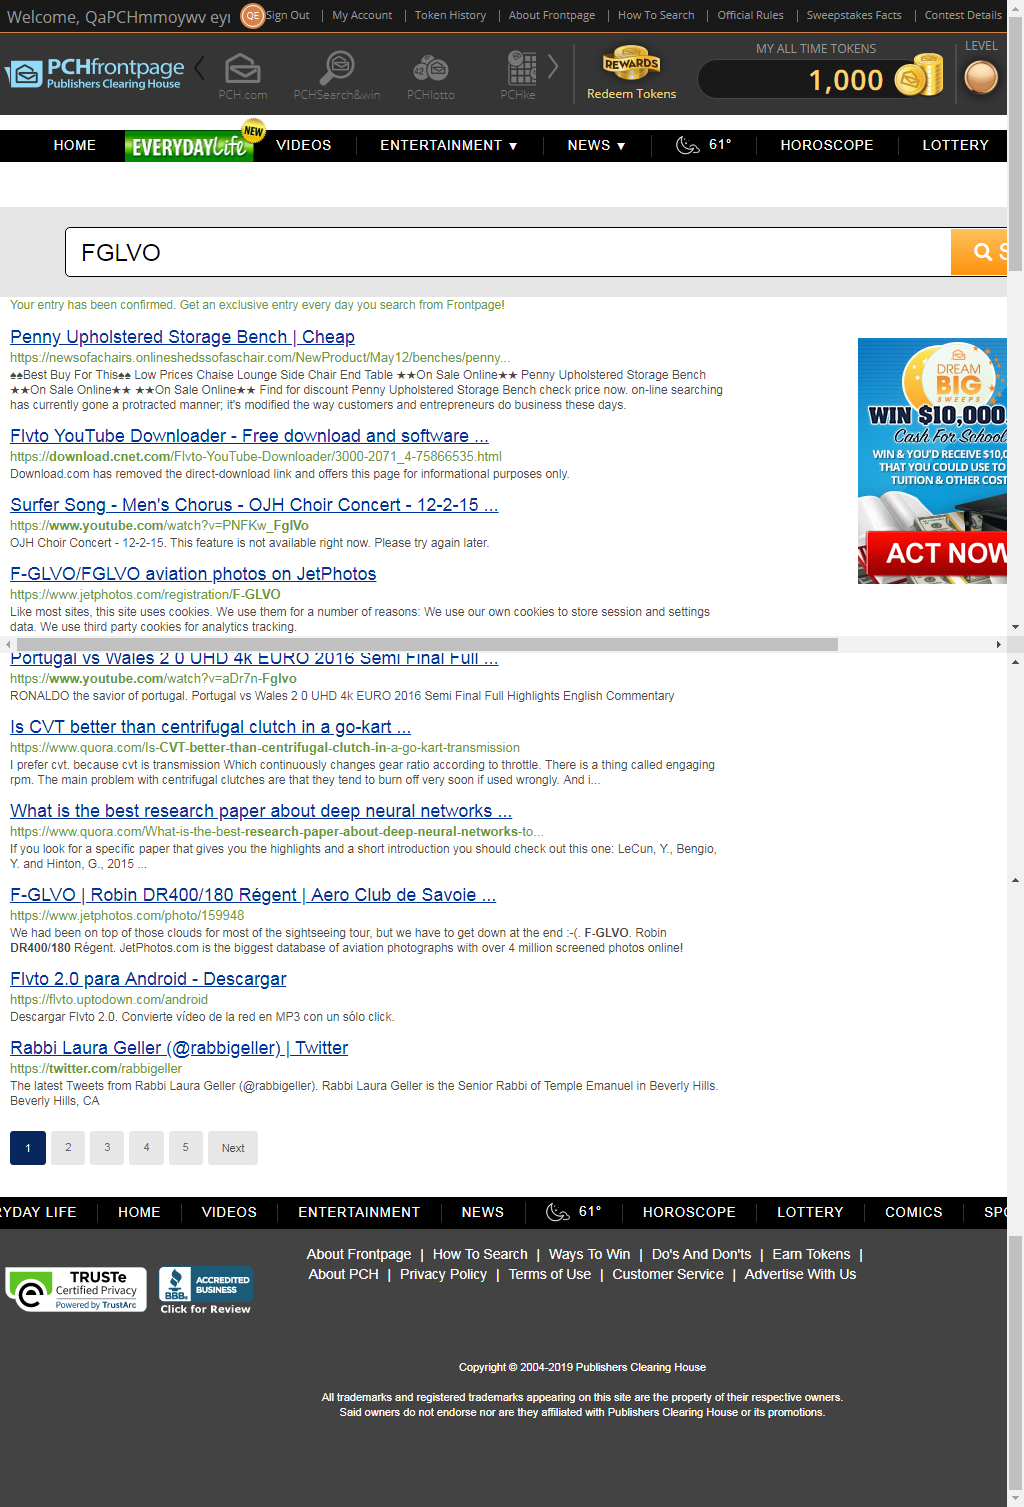 Welcome, QaPCHmmoywv eyr
QE
Sign Out | My Account | Token History | About Frontpage | How To Search | Official Rules | Sweepstakes Facts | Contest Details
PCHfrontpage
Publishers Clearing House
PCH.com
PCHSearch&win
42
PCHlotto
PCHke
REWARDS
Redeem Tokens
MY ALL TIME TOKENS
1,000
LEVEL
HOME
EVERYDAY Life
NEW
VIDEOS
ENTERTAINMENT ▼
NEWS ▼
61°
HOROSCOPE
LOTTERY
FGLVO
S
Your entry has been confirmed. Get an exclusive entry every day you search from Frontpage!
Penny Upholstered Storage Bench | Cheap
https://newsofachairs.onlineshedssofaschair.com/NewProduct/May12/benches/penny...
♠♠Best Buy For This♠♠ Low Prices Chaise Lounge Side Chair End Table ★★On Sale Online★★ Penny Upholstered Storage Bench
★★On Sale Online★★ ★★On Sale Online★★ Find for discount Penny Upholstered Storage Bench check price now. on-line searching
has currently gone a protracted manner; it's modified the way customers and entrepreneurs do business these days.
Flvto YouTube Downloader - Free download and software ...
https://download.cnet.com/Flvto-YouTube-Downloader/3000-2071_4-75866535.html
Download.com has removed the direct-download link and offers this page for informational purposes only.
Surfer Song - Men's Chorus - OJH Choir Concert - 12-2-15 ...
https://www.youtube.com/watch?v=PNFKw_FglVo
OJH Choir Concert - 12-2-15. This feature is not available right now. Please try again later.
F-GLVO/FGLVO aviation photos on JetPhotos
https://www.jetphotos.com/registration/F-GLVO
Like most sites, this site uses cookies. We use them for a number of reasons: We use our own cookies to store session and settings
data. We use third party cookies for analytics tracking.
DREAM
BIG
SWEEPS
WIN $10,000.
Cash For School
WIN & YOU'D RECEIVE $10,0
THAT YOU COULD USE TO
TUITION & OTHER COST
ACT NOW
Portugal vs Wales 2 0 UHD 4k EURO 2016 Semi Final Full ...
https://www.youtube.com/watch?v=aDr7n-Fglvo
RONALDO the savior of portugal. Portugal vs Wales 2 0 UHD 4k EURO 2016 Semi Final Full Highlights English Commentary
Is CVT better than centrifugal clutch in a go-kart ...
https://www.quora.com/Is-CVT-better-than-centrifugal-clutch-in-a-go-kart-transmission
I prefer cvt. because cvt is transmission Which continuously changes gear ratio according to throttle. There is a thing called engaging
rpm. The main problem with centrifugal clutches are that they tend to burn off very soon if used wrongly. And i...
What is the best research paper about deep neural networks ...
https://www.quora.com/What-is-the-best-research-paper-about-deep-neural-networks-to...
If you look for a specific paper that gives you the highlights and a short introduction you should check out this one: LeCun, Y., Bengio,
Y. and Hinton, G., 2015 ...
F-GLVO | Robin DR400/180 Régent | Aero Club de Savoie ...
https://www.jetphotos.com/photo/159948
We had been on top of those clouds for most of the sightseeing tour, but we have to get down at the end :-(. F-GLVO. Robin
DR400/180 Régent. JetPhotos.com is the biggest database of aviation photographs with over 4 million screened photos online!
Flvto 2.0 para Android - Descargar
https://flvto.uptodown.com/android
Descargar Flvto 2.0. Convierte vídeo de la red en MP3 con un sólo click.
Rabbi Laura Geller (@rabbigeller) | Twitter
https://twitter.com/rabbigeller
The latest Tweets from Rabbi Laura Geller (@rabbigeller). Rabbi Laura Geller is the Senior Rabbi of Temple Emanuel in Beverly Hills.
Beverly Hills, CA
1 2 3 4 5 Next
RYDAY LIFE
HOME
VIDEOS
ENTERTAINMENT
NEWS
61°
HOROSCOPE
LOTTERY
COMICS
SPO
TRUSTe
Certified Privacy
Powered by TrustArc
BBB.
ACCREDITED
BUSINESS
Click for Review
About Frontpage | How To Search | Ways To Win | Do's And Don'ts | Earn Tokens |
About PCH | Privacy Policy | Terms of Use | Customer Service | Advertise With Us
Copyright © 2004-2019 Publishers Clearing House
All trademarks and registered trademarks appearing on this site are the property of their respective owners.
Said owners do not endorse nor are they affiliated with Publishers Clearing House or its promotions.